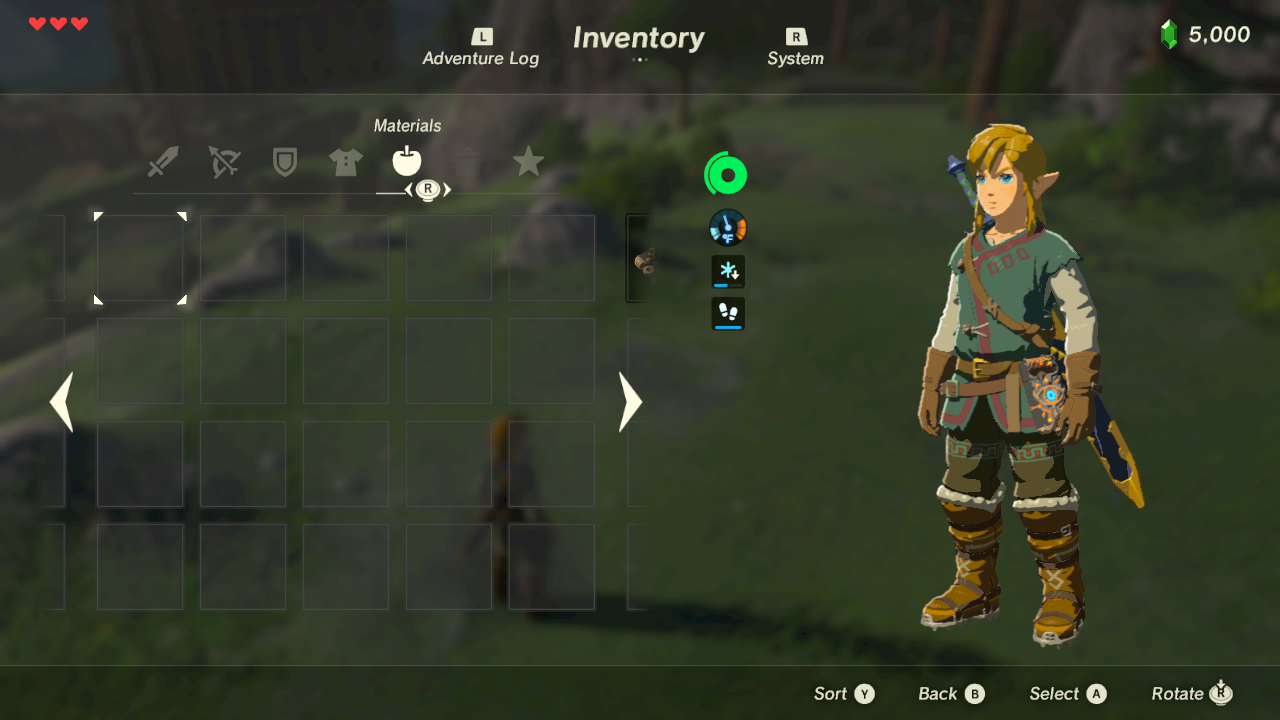 L
Adventure Log
Inventory
R
System
5,000
Materials
R
°F
Sort Y
Back B
Select A
Rotate R